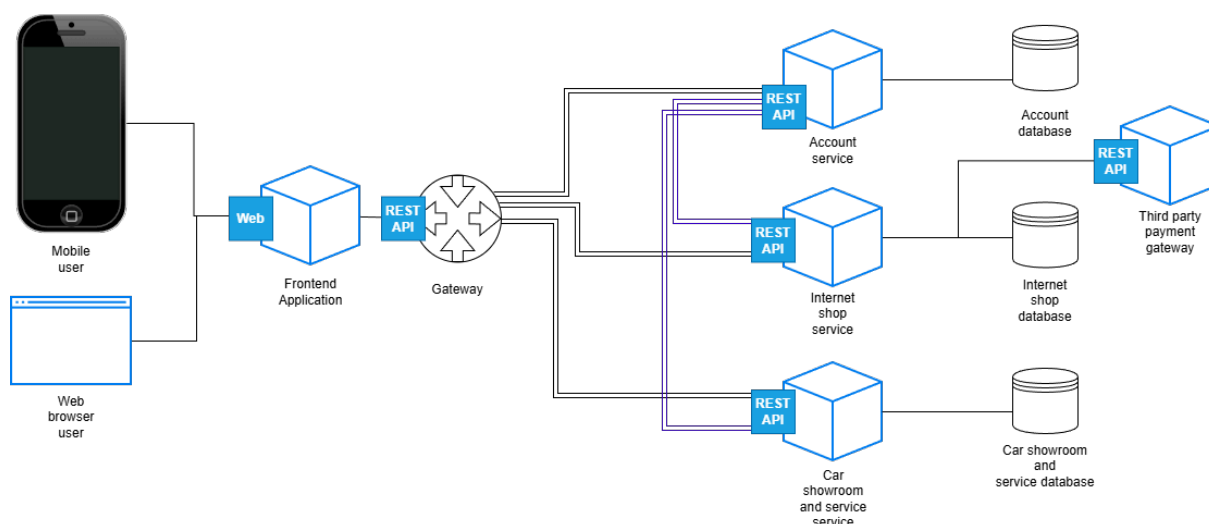 Mobile
user
Web
browser
user
Web
Frontend
Application
REST
API
Gateway
REST
API
Account
service
Account
database
REST
API
Internet
shop
service
Internet
shop
database
REST
API
Third party
payment
gateway
REST
API
Car
showroom
and service
service
Car showroom
and
service database